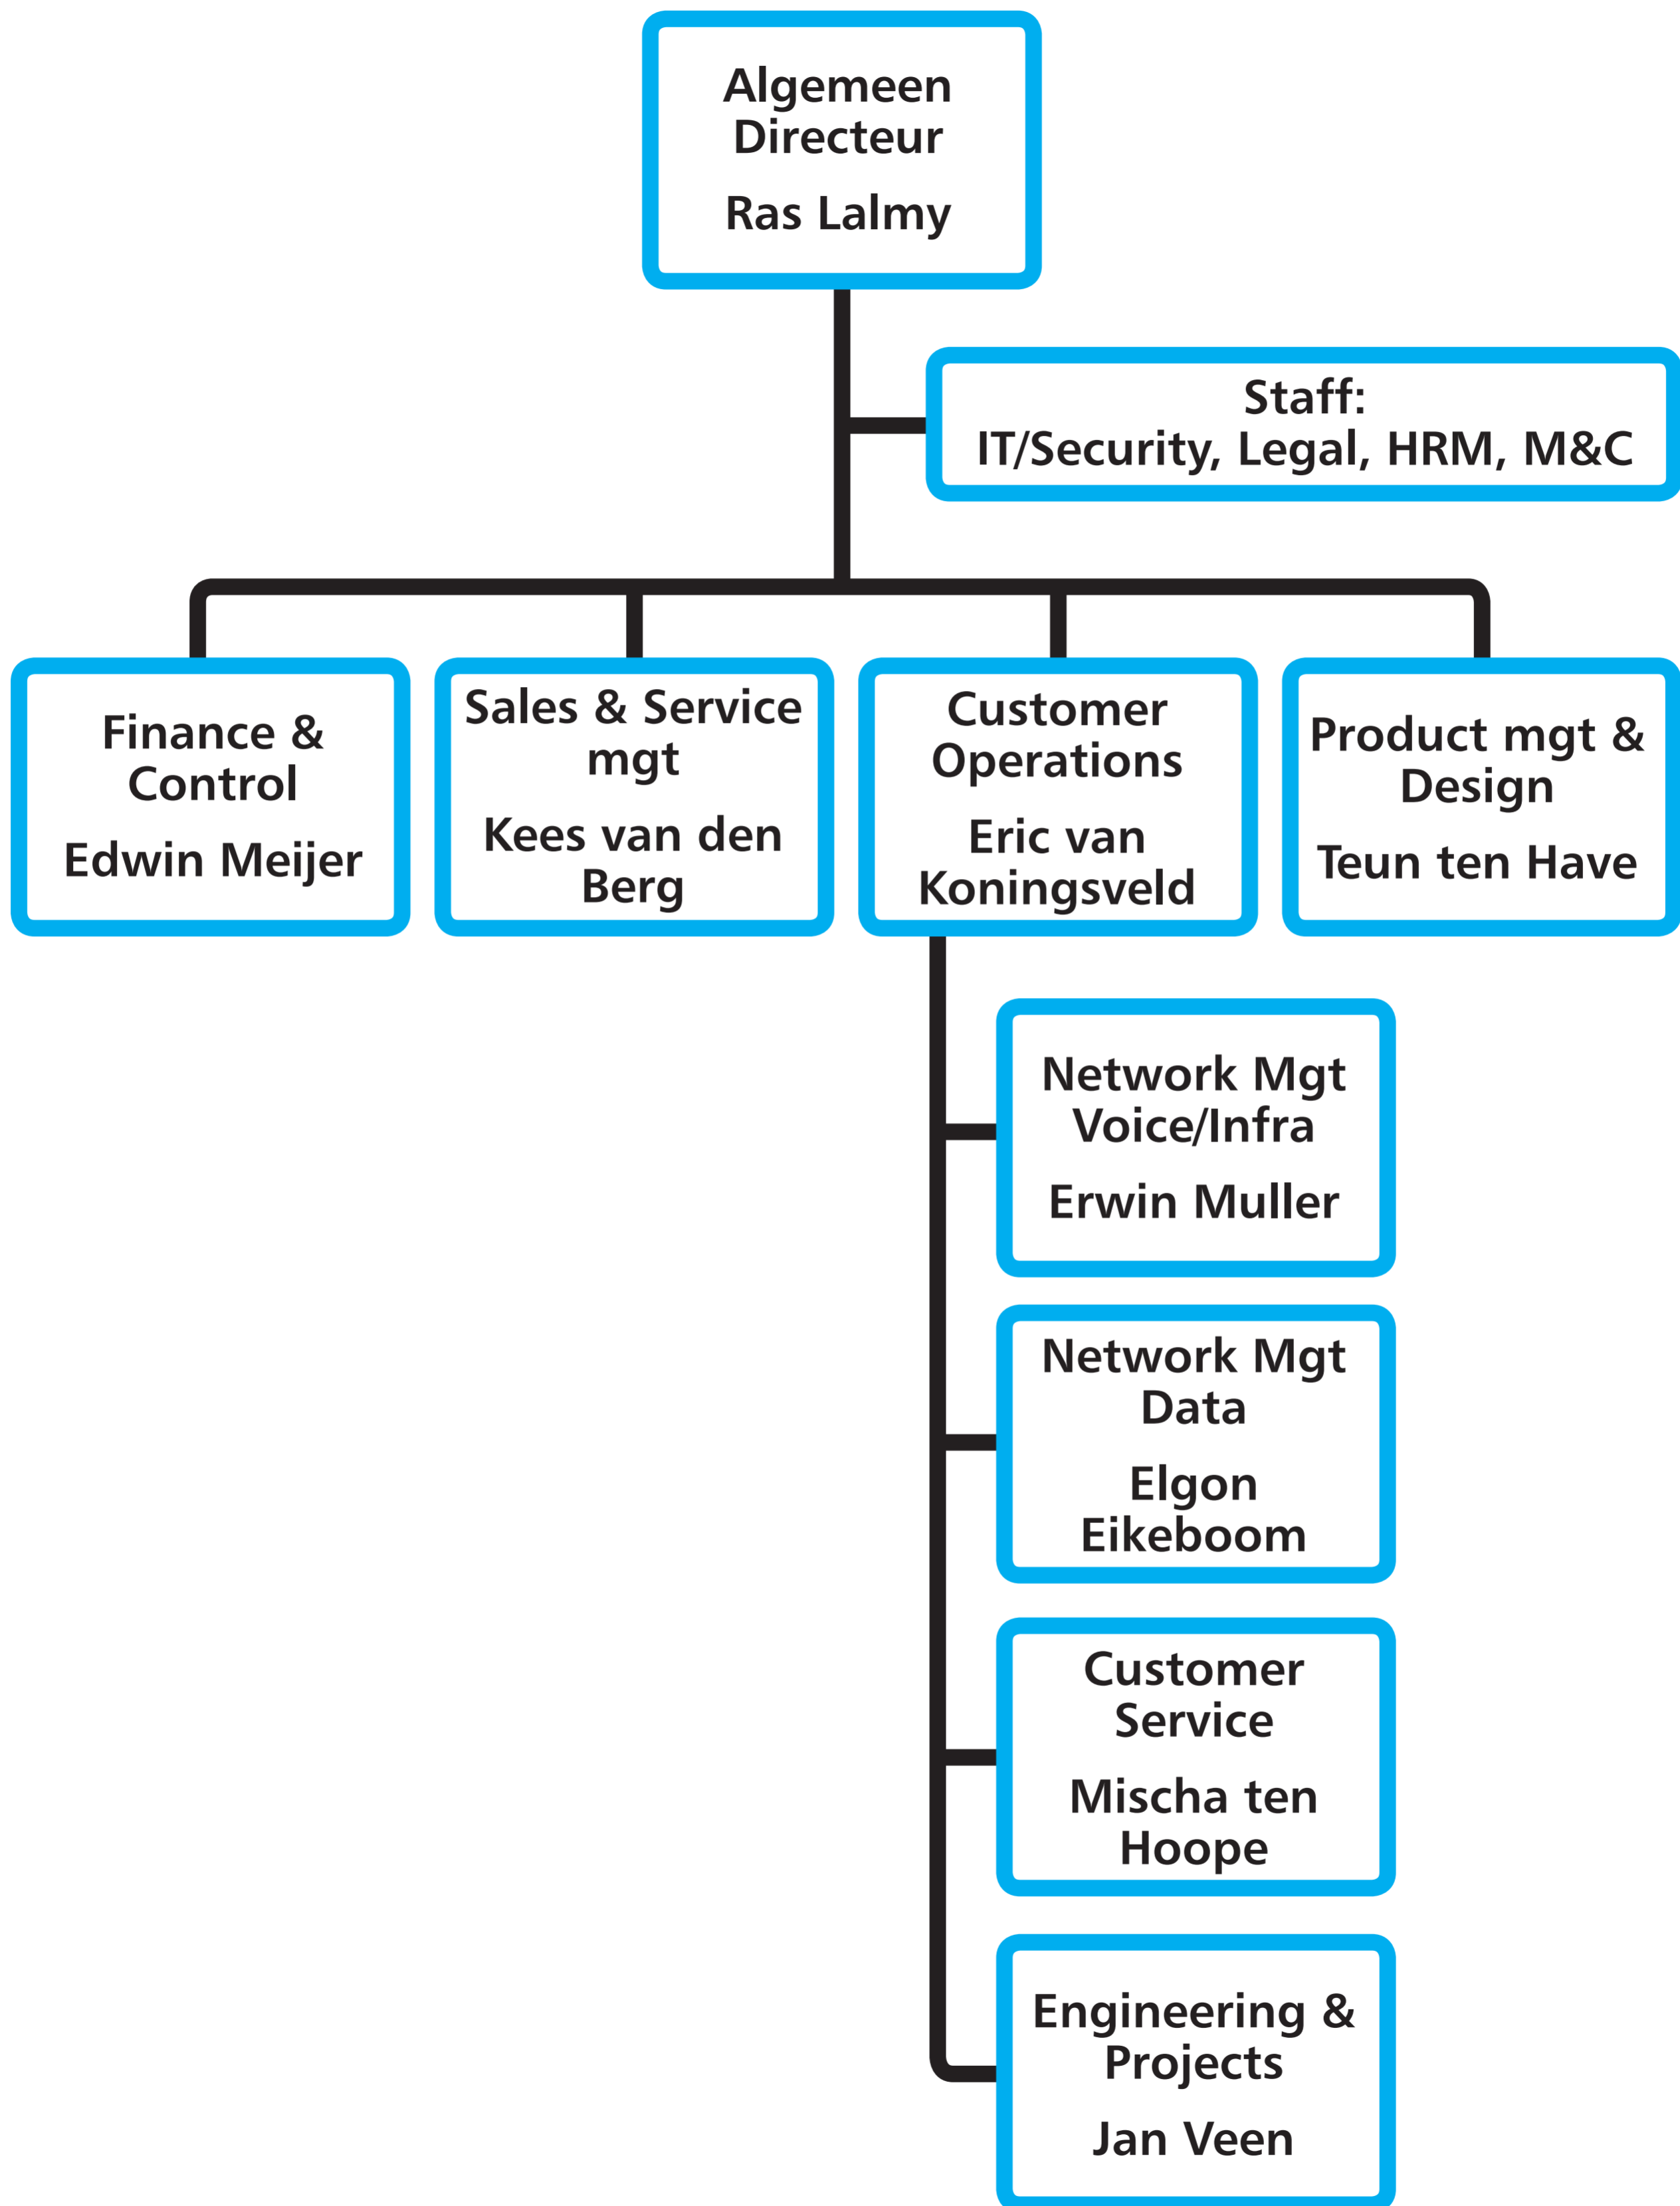 Algemeen
Directeur
Ras Lalmy
Staff:
IT/Security, Legal, HRM, M&C
Finance &
Control
Edwin Meijer
Sales & Service
mgt
Kees van den
Berg
Customer
Operations
Eric van
Koningsveld
Product mgt &
Design
Teun ten Have
Network Mgt
Voice/Infra
Erwin Muller
Network Mgt
Data
Elgon
Eikeboom
Customer
Service
Mischa ten
Hoope
Engineering &
Projects
Jan Veen